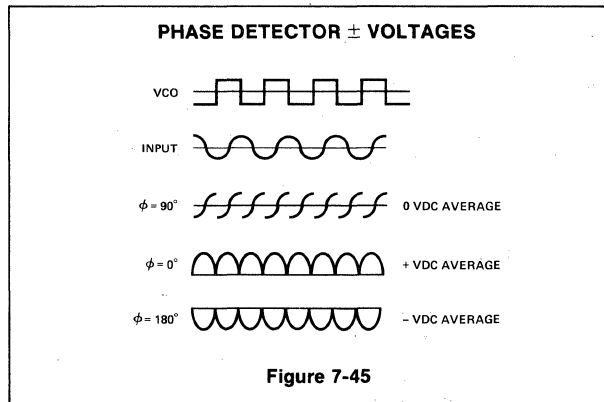 PHASE DETECTOR ± VOLTAGES
VCO
INPUT
ϕ = 90° 0 VDC AVERAGE
ϕ = 0° + VDC AVERAGE
ϕ = 180° – VDC AVERAGE
Figure 7-45